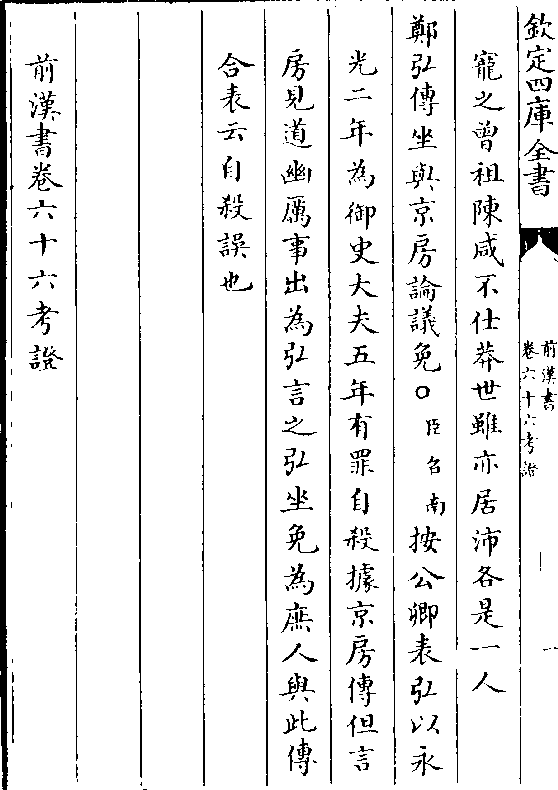 欽定四庫全書
前漢書
卷六十六考證
一
寵之曾祖陳咸不仕莽世雖亦居沛各是一人
鄭弘傳坐與京房論議免○臣召南按公卿表弘以永
光二年為御史大夫五年有罪自殺據京房傳但言
房見道幽厲事出為弘言之弘坐免為庶人與此傳
合表云自殺誤也
前漢書卷六十六考證